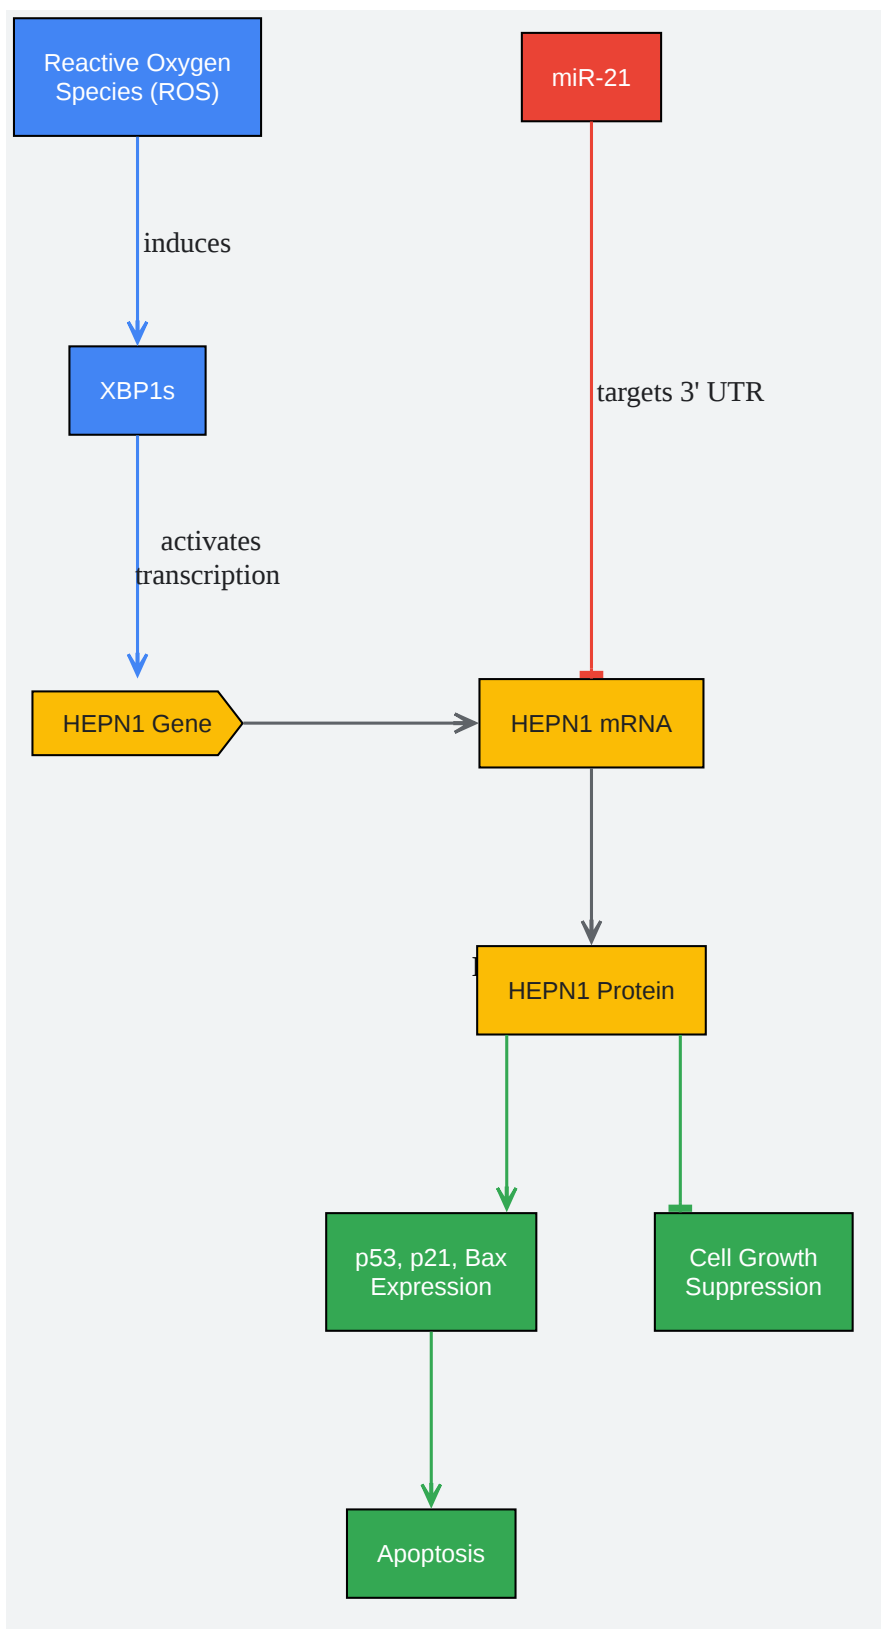 Reactive Oxygen
Species (ROS)
miR-21
induces
XBP1s
targets 3' UTR
activates
transcription
HEPN1 Gene
HEPN1 mRNA
HEPN1 Protein
p53, p21, Bax
Expression
Cell Growth
Suppression
Apoptosis